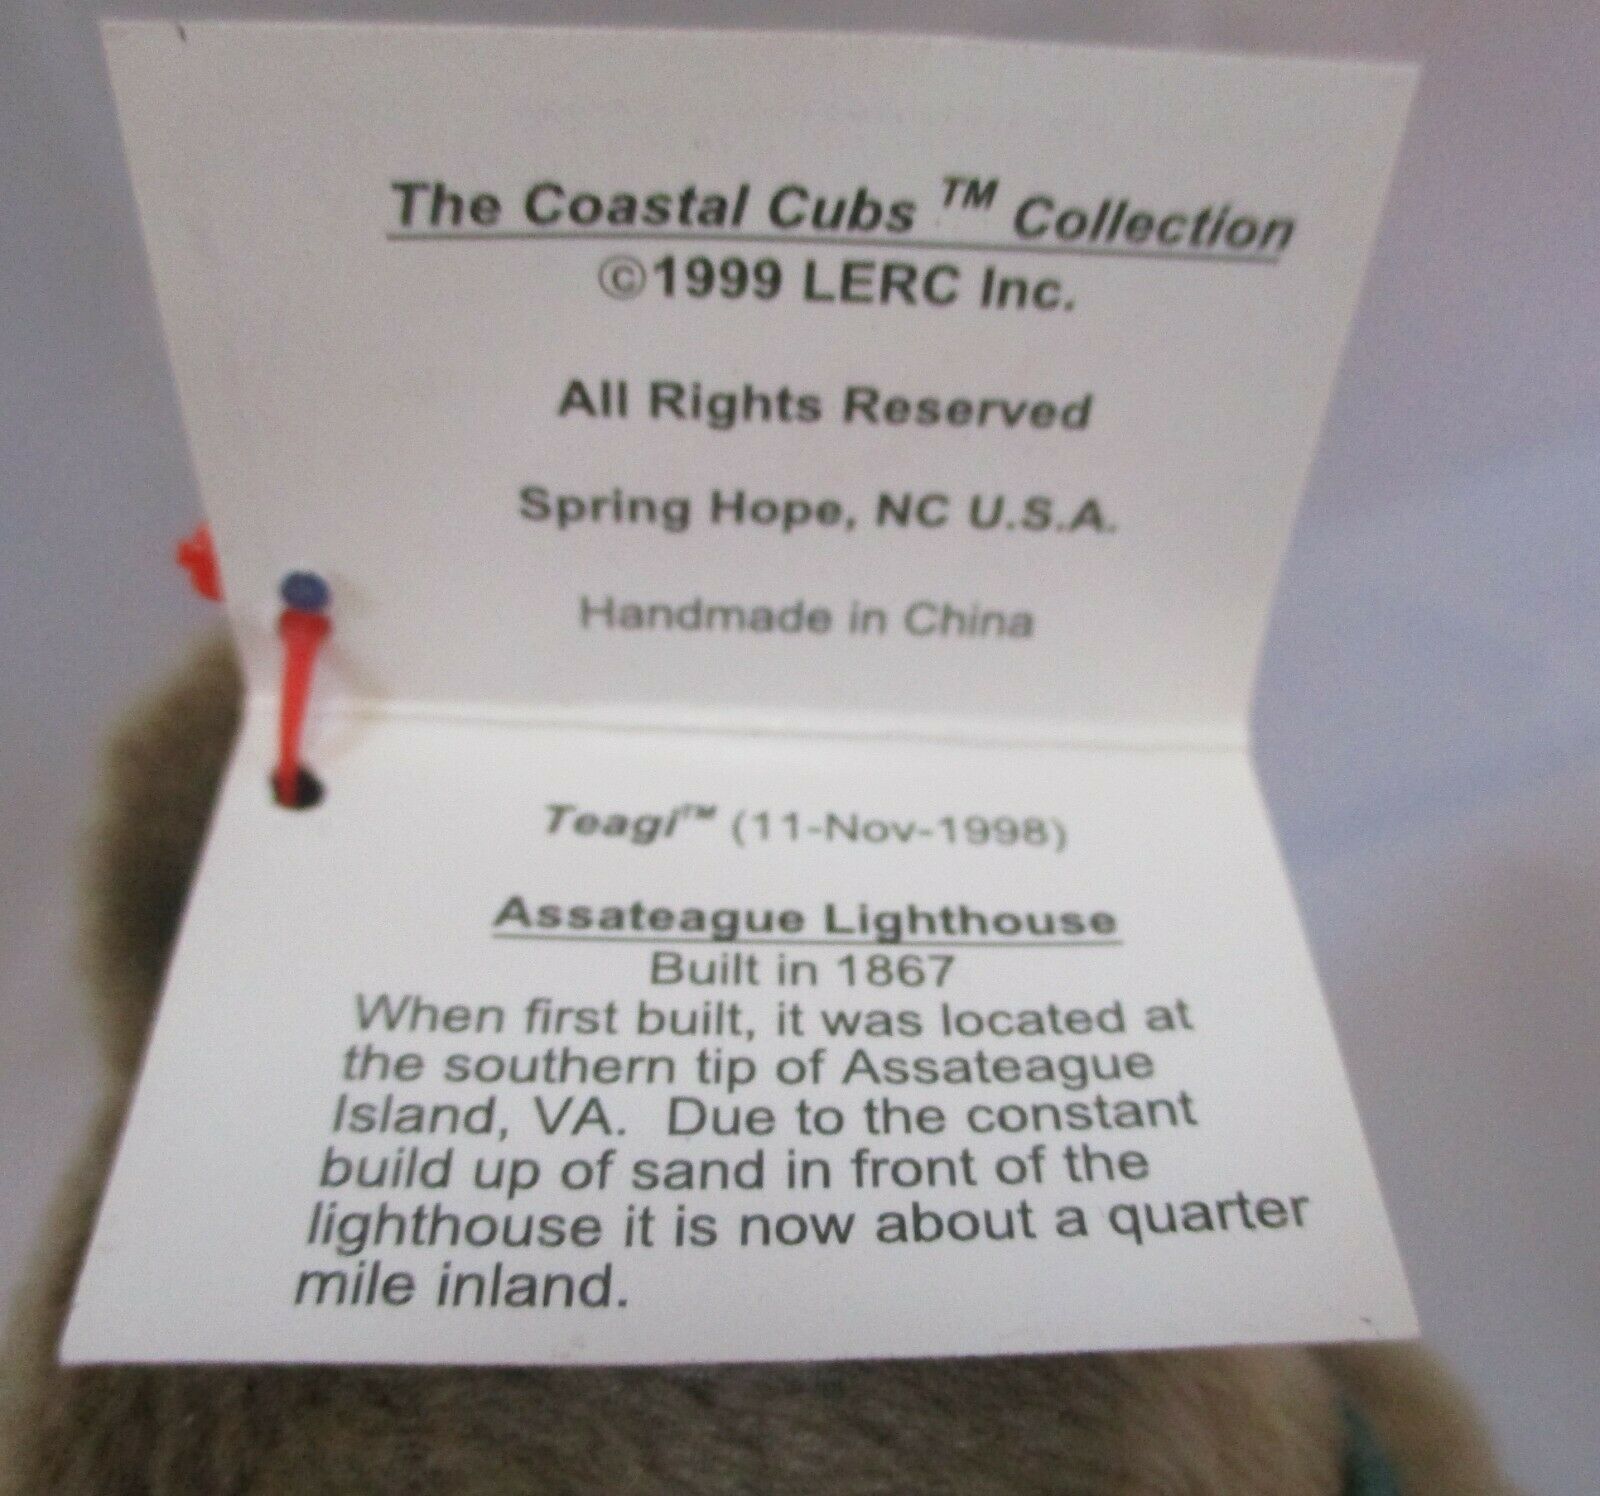 The Coastal Cubs ™ Collection
©1999 LERC Inc.
All Rights Reserved
Spring Hope, NC U.S.A.
Handmade in China
Teagi™ (11-Nov-1998)
Assateague Lighthouse
Built in 1867
When first built, it was located at
the southern tip of Assateague
Island, VA.  Due to the constant
build up of sand in front of the
lighthouse it is now about a quarter
mile inland.